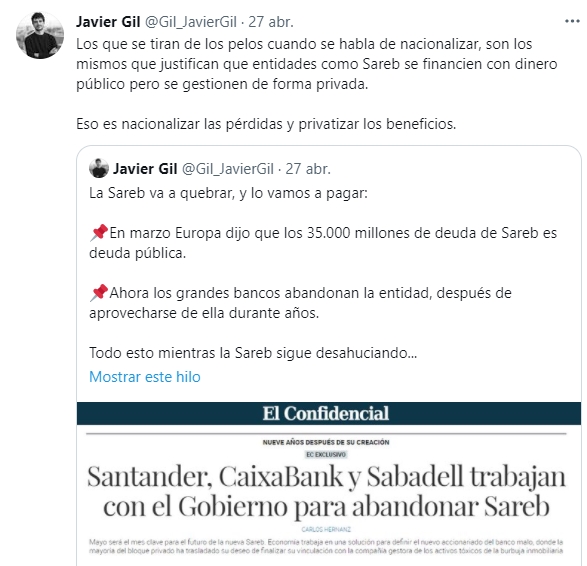 Javier Gil @Gil_JavierGil · 27 abr.
Los que se tiran de los pelos cuando se habla de nacionalizar, son los
mismos que justifican que entidades como Sareb se financien con dinero
público pero se gestionen de forma privada.
Eso es nacionalizar las pérdidas y privatizar los beneficios.
Javier Gil @Gil_JavierGil · 27 abr.
La Sareb va a quebrar, y lo vamos a pagar:
📌En marzo Europa dijo que los 35.000 millones de deuda de Sareb es
deuda pública.
📌Ahora los grandes bancos abandonan la entidad, después de
aprovecharse de ella durante años.
Todo esto mientras la Sareb sigue desahuciando...
Mostrar este hilo
El Confidencial
NUEVE AÑOS DESPUÉS DE SU CREACIÓN
EC EXCLUSIVO
Santander, CaixaBank y Sabadell trabajan
con el Gobierno para abandonar Sareb
CARLOS HERNANZ
Mayo será el mes clave para el futuro de la nueva Sareb. Economía trabaja en una solución para definir el nuevo accionariado del banco malo, donde la
mayoría del bloque privado ha trasladado su deseo de finalizar su vinculación con la compañía gestora de los activos tóxicos de la burbuja inmobiliaria